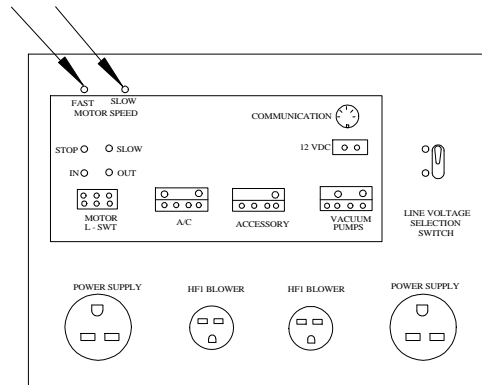 FAST SLOW
MOTOR SPEED
COMMUNICATION
STOP SLOW
12 VDC
IN OUT
MOTOR
L - SWT
A/C
ACCESSORY
VACUUM
PUMPS
LINE VOLTAGE
SELECTION
SWITCH
POWER SUPPLY HF1 BLOWER HF1 BLOWER POWER SUPPLY